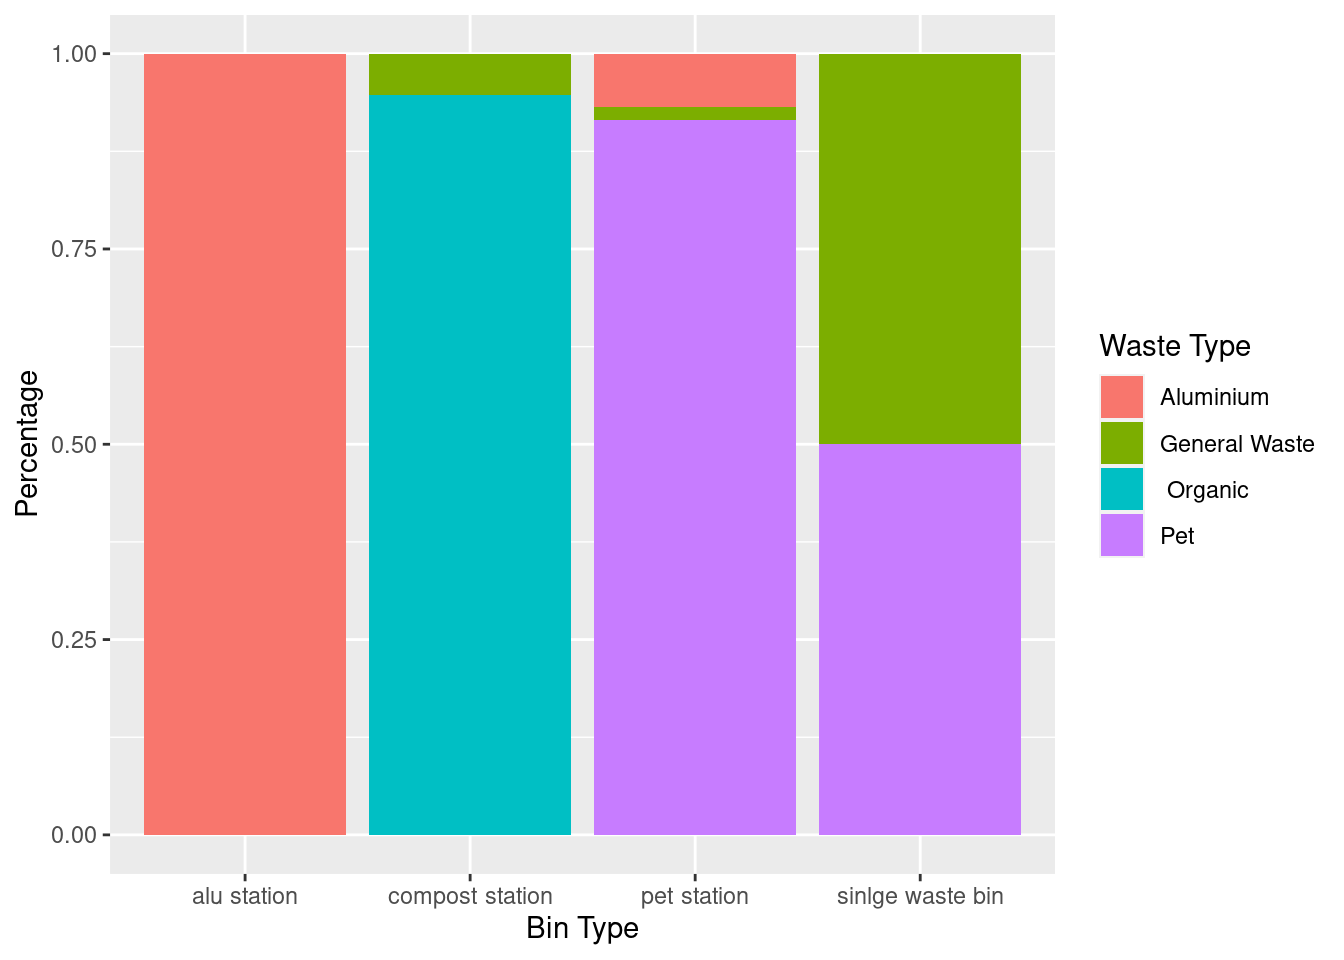 1.00
0.75
0.50
0.25
0.00
Percentage
alu station
compost station
pet station
sinlge waste bin
Bin Type
Waste Type
Aluminium
General Waste
Organic
Pet